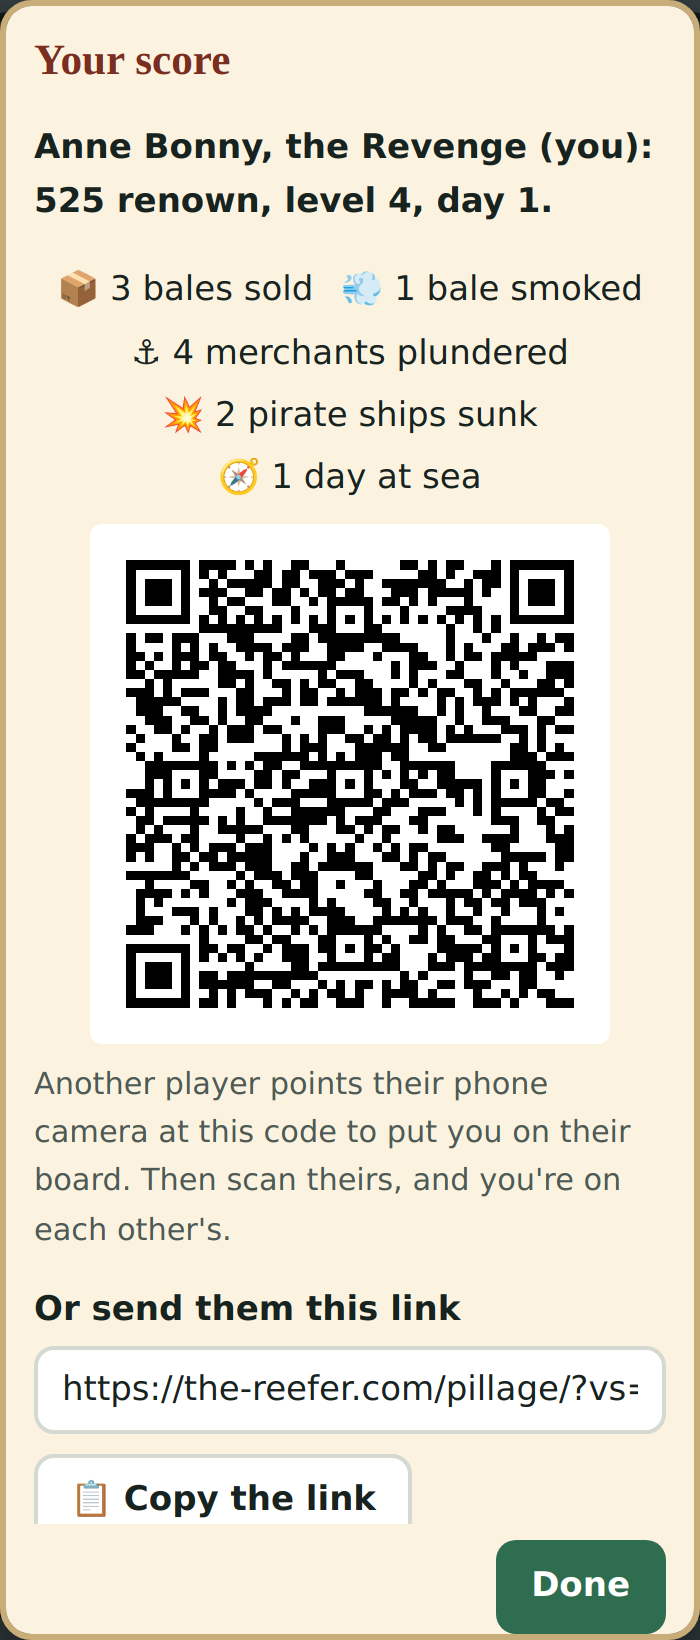 Your score
Anne Bonny, the Revenge (you):
525 renown, level 4, day 1.
📦 3 bales sold 💨 1 bale smoked
⚓ 4 merchants plundered
💥 2 pirate ships sunk
🧭 1 day at sea
Another player points their phone
camera at this code to put you on their
board. Then scan theirs, and you're on
each other's.
Or send them this link
https://the-reefer.com/pillage/?vs=
📋 Copy the link
Done